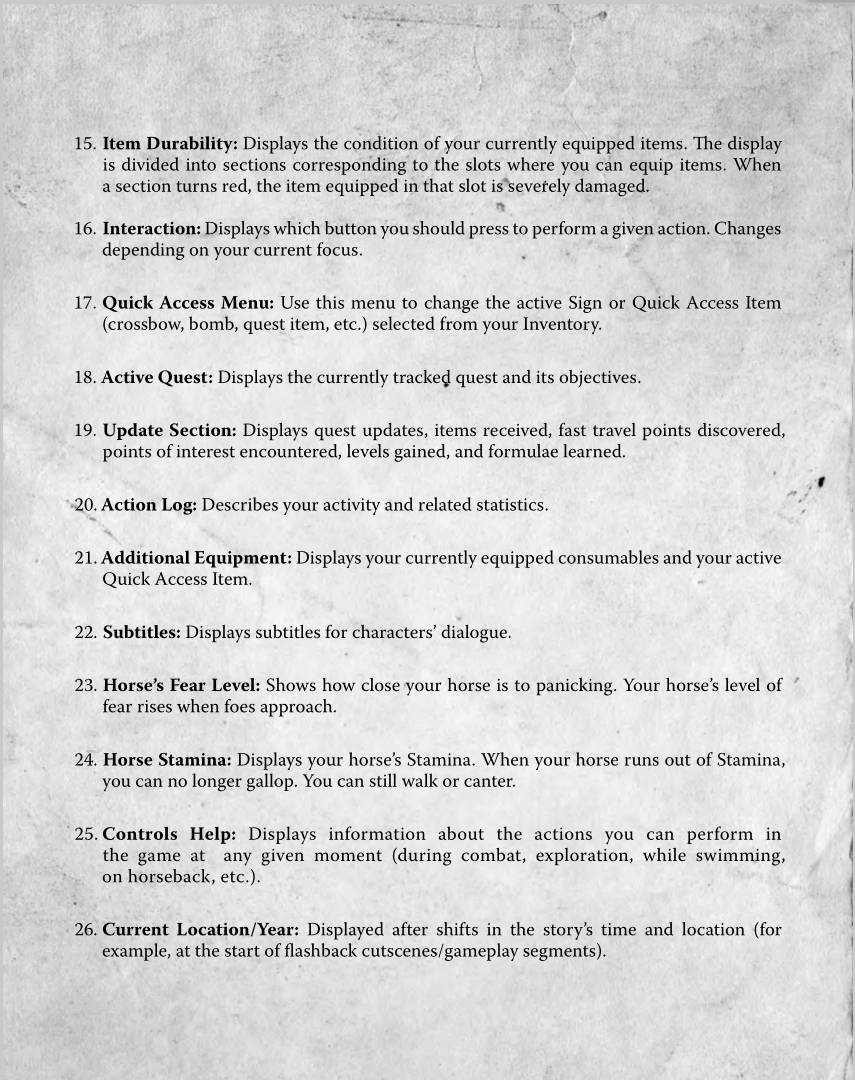 15. Item Durability: Displays the condition of your currently equipped items. The display
is divided into sections corresponding to the slots where you can equip items. When
a section turns red, the item equipped in that slot is severely damaged.
16. Interaction: Displays which button you should press to perform a given action. Changes
depending on your current focus.
17. Quick Access Menu: Use this menu to change the active Sign or Quick Access Item
(crossbow, bomb, quest item, etc.) selected from your Inventory.
18. Active Quest: Displays the currently tracked quest and its objectives.
19. Update Section: Displays quest updates, items received, fast travel points discovered,
points of interest encountered, levels gained, and formulae learned.
20. Action Log: Describes your activity and related statistics.
21. Additional Equipment: Displays your currently equipped consumables and your active
Quick Access Item.
22. Subtitles: Displays subtitles for characters’ dialogue.
23. Horse’s Fear Level: Shows how close your horse is to panicking. Your horse’s level of
fear rises when foes approach.
24. Horse Stamina: Displays your horse’s Stamina. When your horse runs out of Stamina,
you can no longer gallop. You can still walk or canter.
25. Controls Help: Displays information about the actions you can perform in
the game at any given moment (during combat, exploration, while swimming,
on horseback, etc.).
26. Current Location/Year: Displayed after shifts in the story’s time and location (for
example, at the start of flashback cutscenes/gameplay segments).